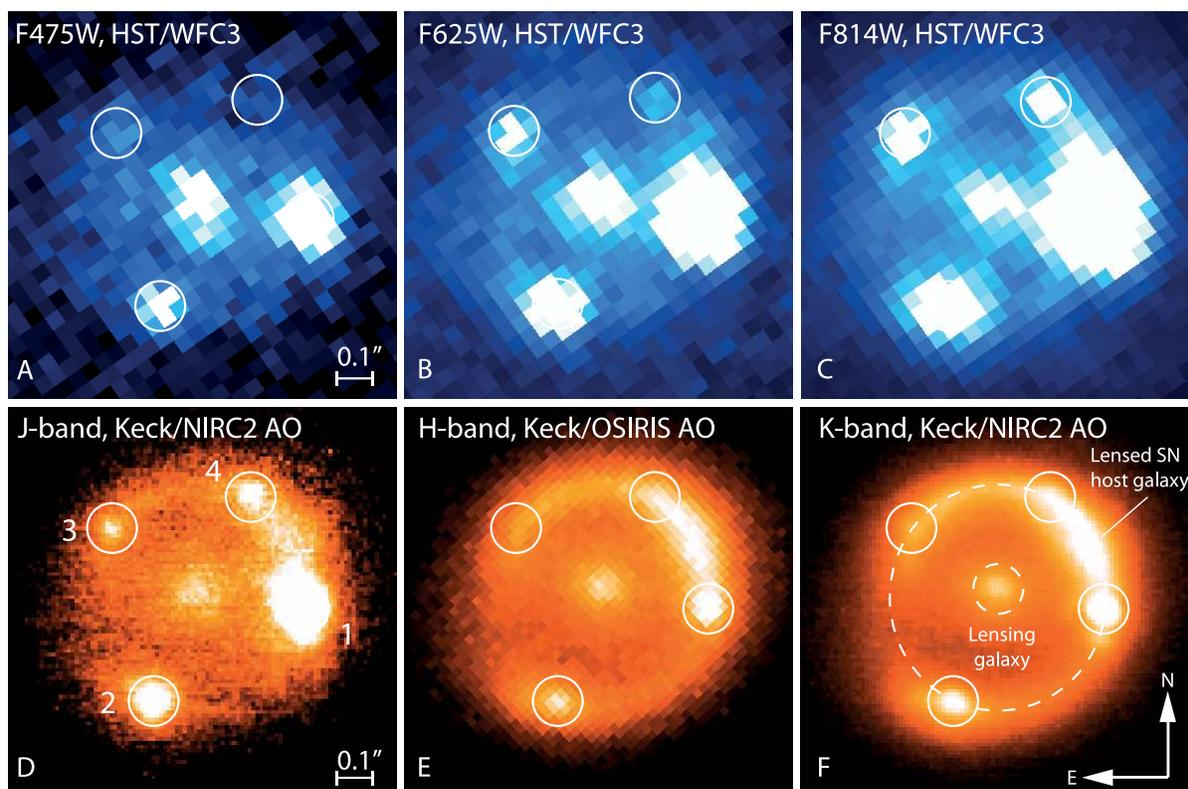 F475W, HST/WFC3
F625W, HST/WFC3
F814W, HST/WFC3
0.1”
A
B
C
J-band, Keck/NIRC2 AO
H-band, Keck/OSIRIS AO
K-band, Keck/NIRC2 AO
4
Lensed SN
host galaxy
3
1
Lensing
galaxy
2
N
0.1”
D
E
F
E